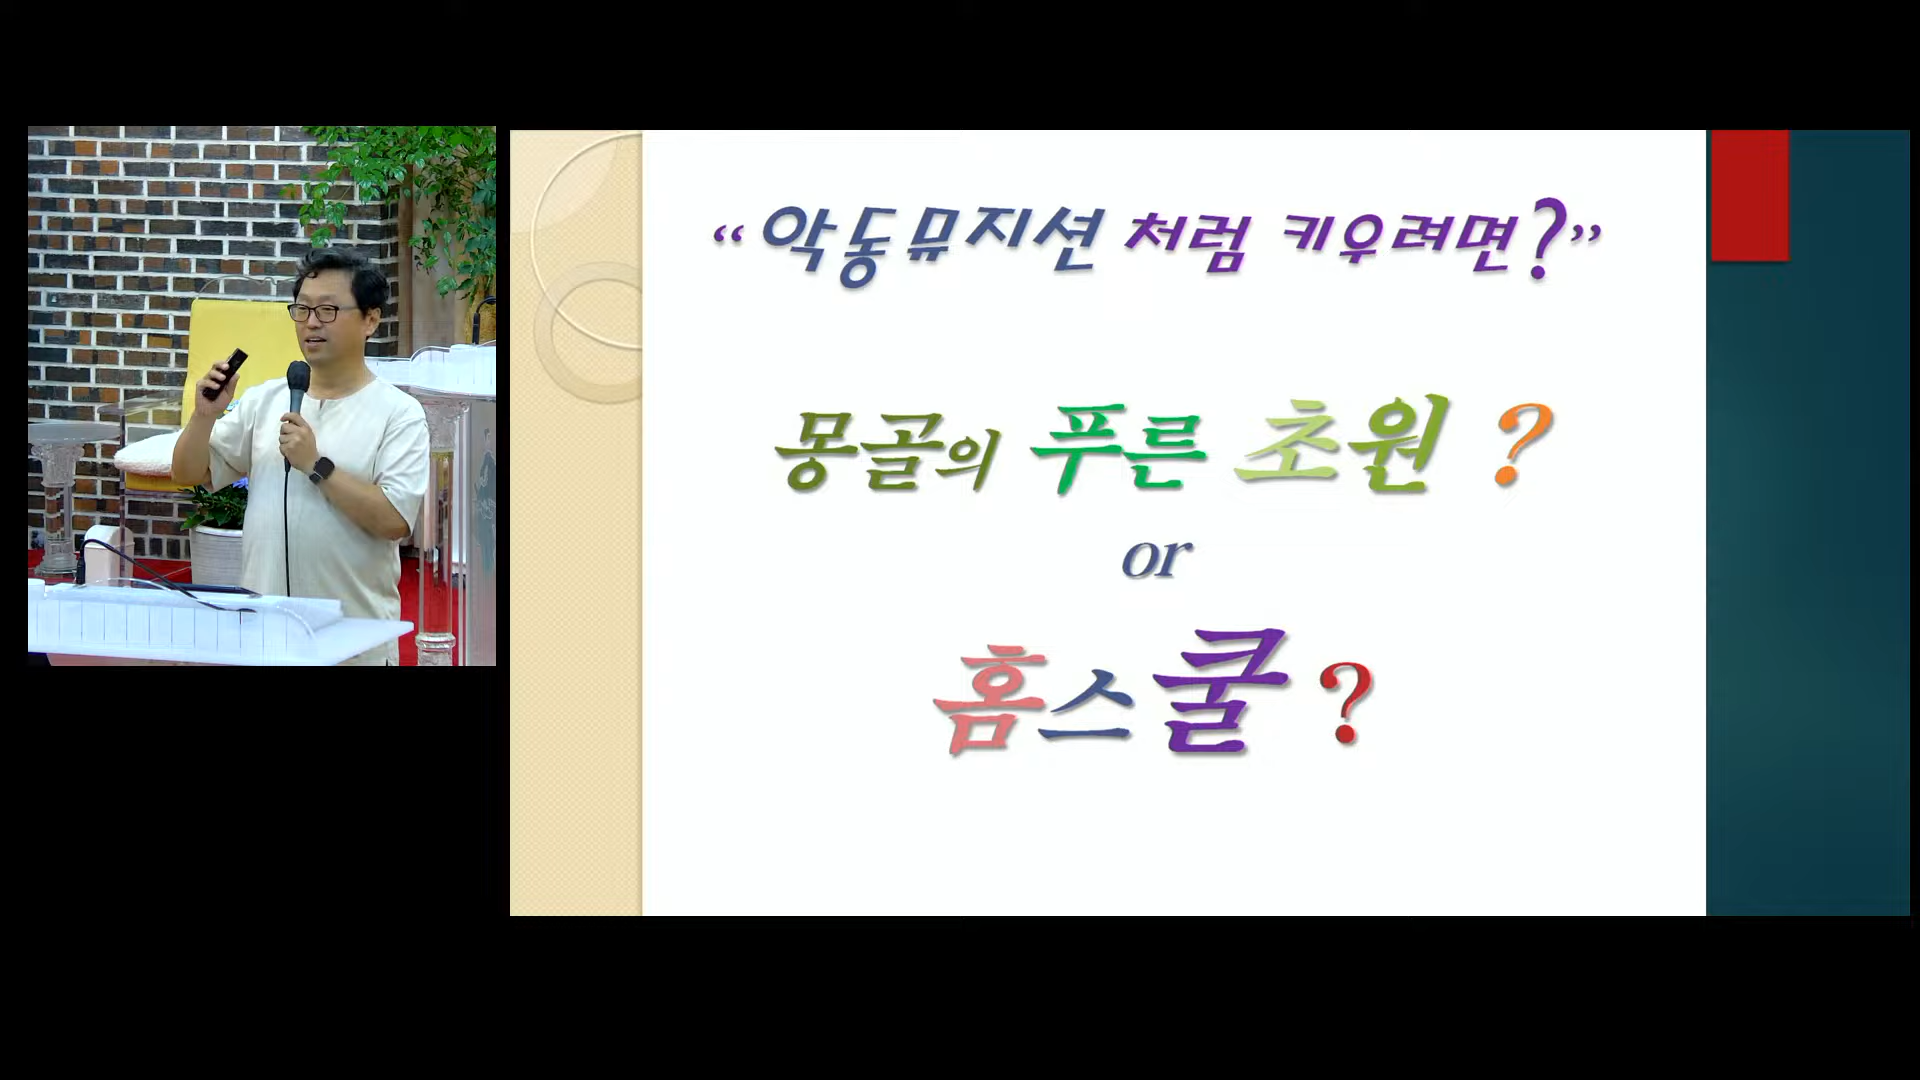 “악동뮤지션 처럼 키우려면?”
몽골의 푸른 초원 ?
or
홈스쿨 ?